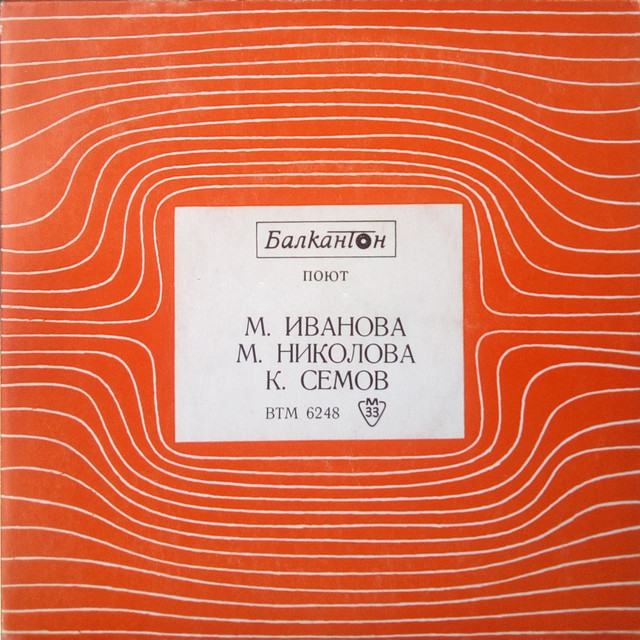 Балкантон
поют
М. ИВАНОВА
М. НИКОЛОВА
К. СЕМОВ
ВТМ 6248 М 33